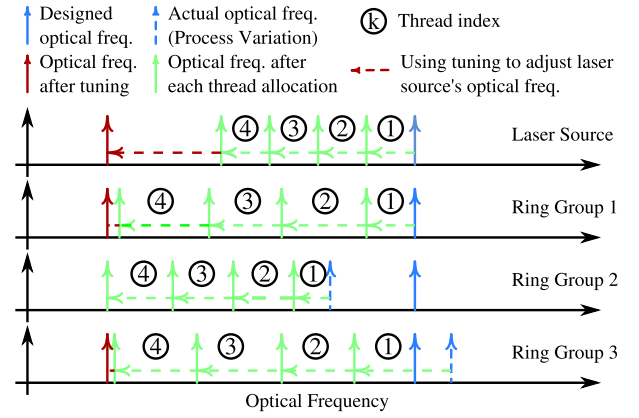 Designed
optical freq.
Actual optical freq.
(Process Variation)
k Thread index
Optical freq.
after tuning
Optical freq. after
each thread allocation
Using tuning to adjust laser
source's optical freq.
4 3 2 1 Laser Source
4 3 2 1 Ring Group 1
4 3 2 1 Ring Group 2
4 3 2 1 Ring Group 3
Optical Frequency